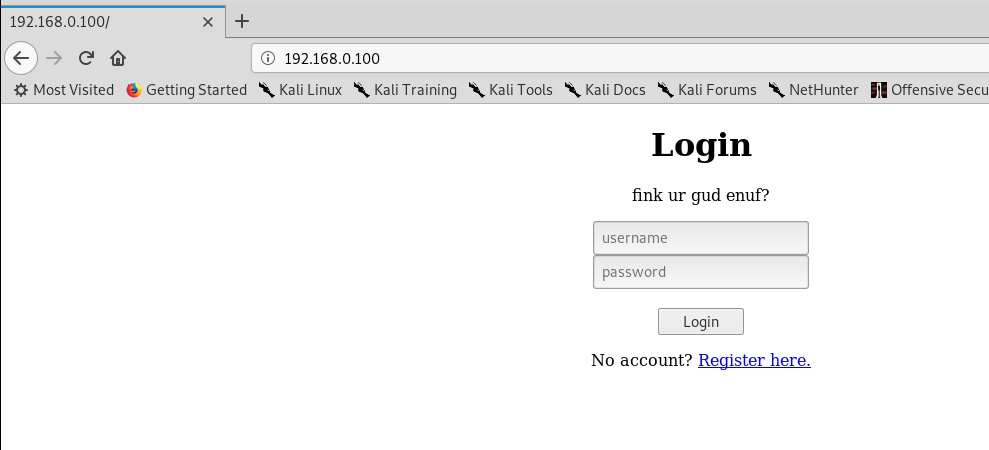 192.168.0.100/
192.168.0.100
Most Visited Getting Started Kali Linux Kali Training Kali Tools Kali Docs Kali Forums NetHunter Offensive Secu
Login
fink ur gud enuf?
username
password
Login
No account? Register here.